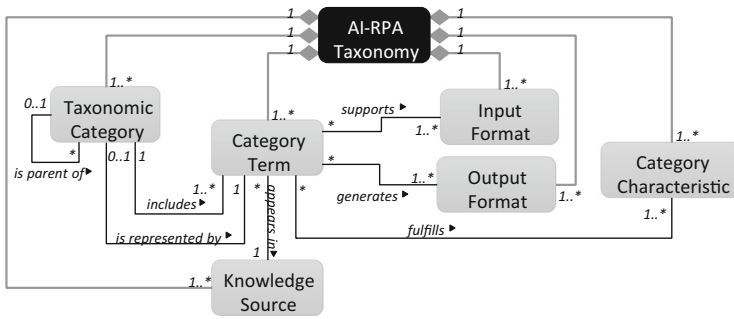 1
1
1
AI-RPA
Taxonomy
1
1
1
1..*
0..1
Taxonomic
Category
*
is parent of
0..1
1
1..*
Category
Term
*
supports
1..*
1..*
Input
Format
*
generates
1..*
Output
Format
1..*
1..*
Category
Characteristic
1..*
includes
1..*
1
*
*
appears in
is represented by
fulfills
1
1..*
Knowledge
Source